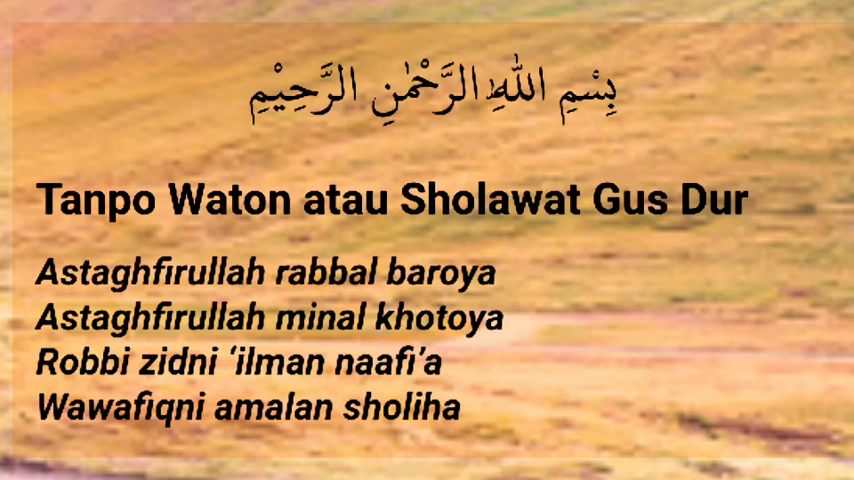 بِسْمِ اللهِ الرَّحْمٰنِ الرَّحِيْمِ
Tanpo Waton atau Sholawat Gus Dur
Astaghfirullah rabbal baroya
Astaghfirullah minal khotoya
Robbi zidni ‘ilman naafi’a
Wawafiqni amalan sholiha